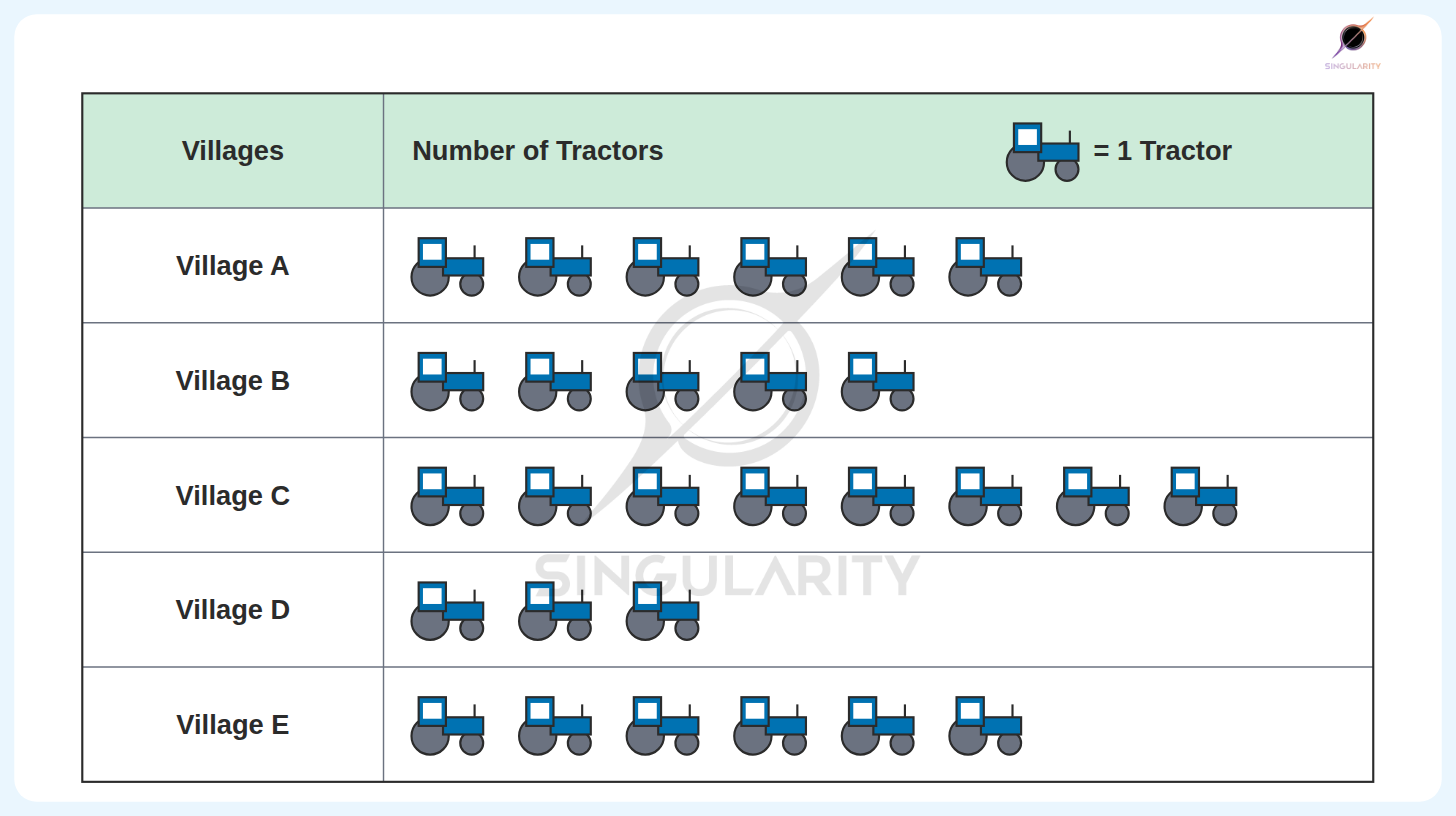 SINGULARITY
Villages
Number of Tractors
= 1 Tractor
Village A
Village B
Village C
SINGULARITY
Village D
Village E